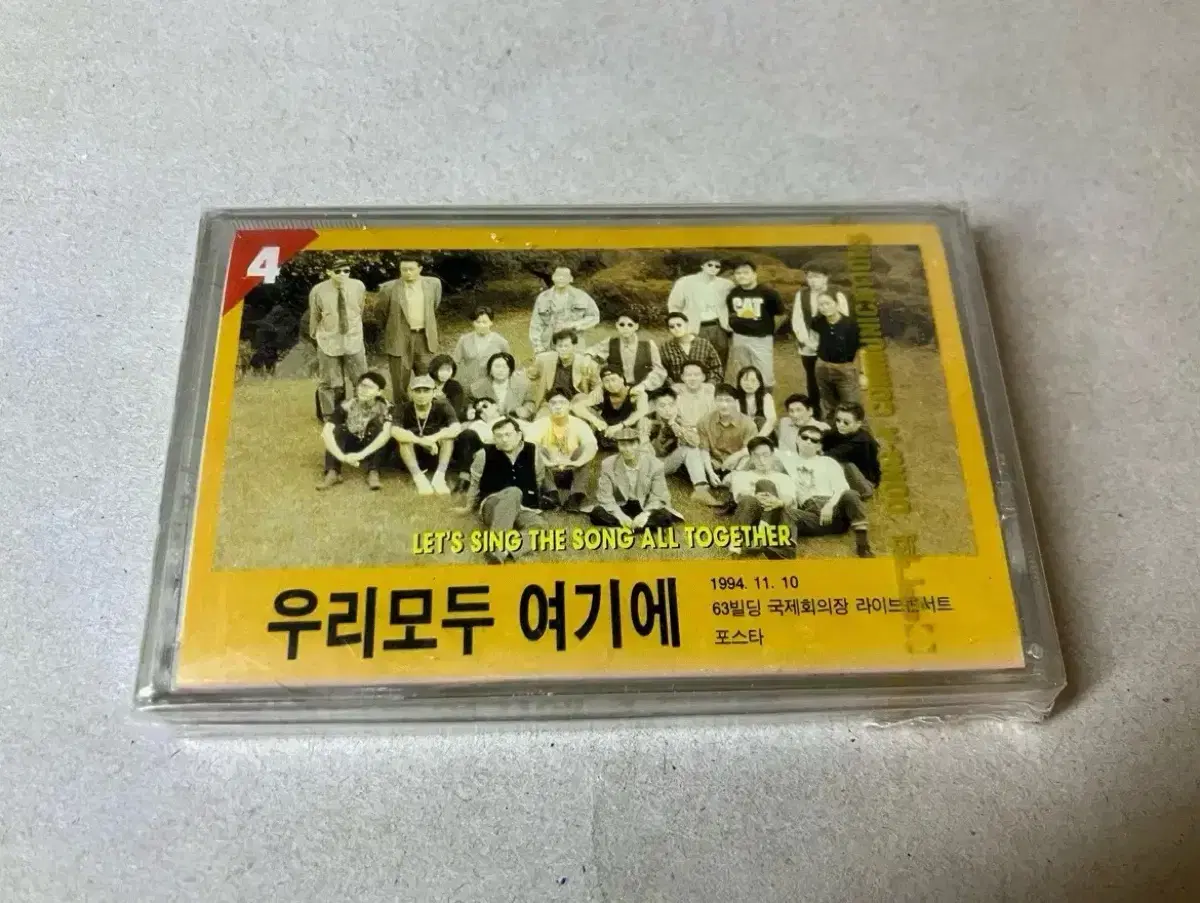 4
CAT
LET'S SING THE SONG ALL TOGETHER
우리모두 여기에
1994. 11. 10
63빌딩 국제회의장 라이브콘서트
포스타
COMMUNICATIONS